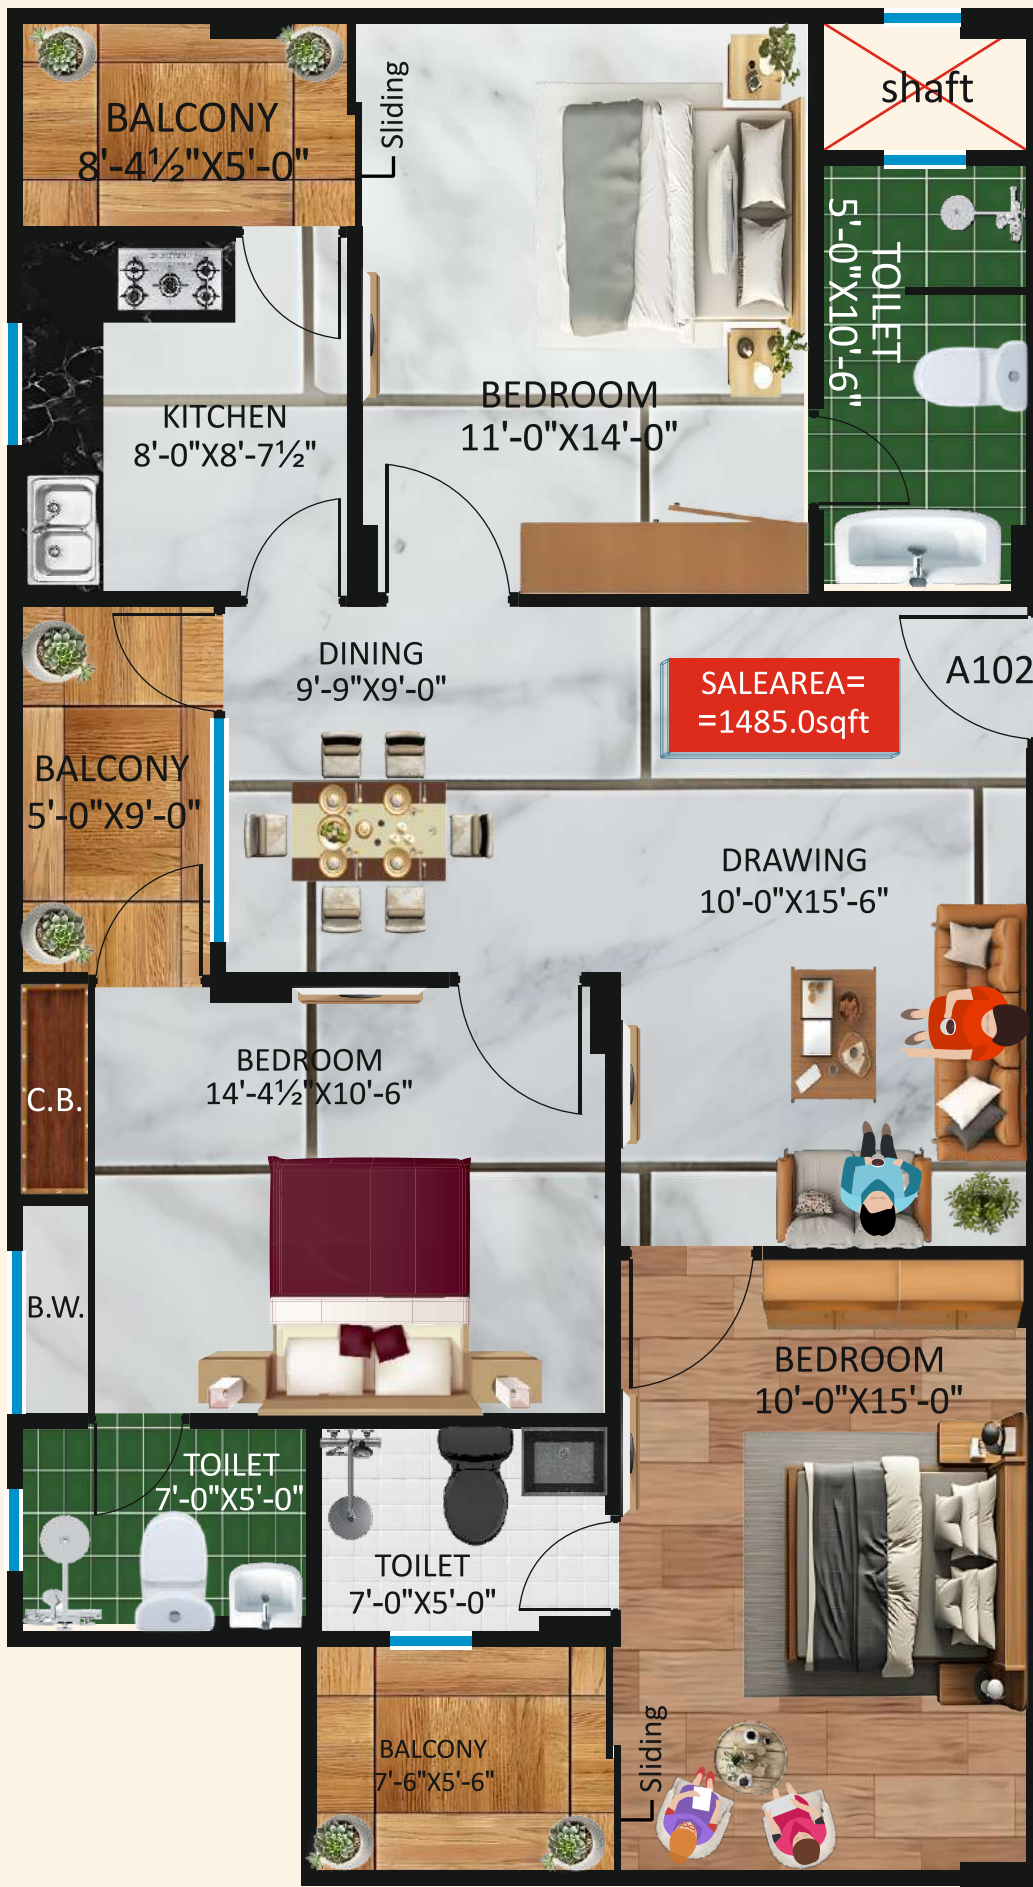 BALCONY
8'-4½"X5'-0"
Sliding
shaft
TOILET
5'-0"X10'-6"
KITCHEN
8'-0"X8'-7½"
BEDROOM
11'-0"X14'-0"
DINING
9'-9"X9'-0"
SALEAREA=
=1485.0sqft
A102
BALCONY
5'-0"X9'-0"
DRAWING
10'-0"X15'-6"
BEDROOM
14'-4½"X10'-6"
C.B.
B.W.
BEDROOM
10'-0"X15'-0"
TOILET
7'-0"X5'-0"
TOILET
7'-0"X5'-0"
Sliding
BALCONY
7'-6"X5'-6"